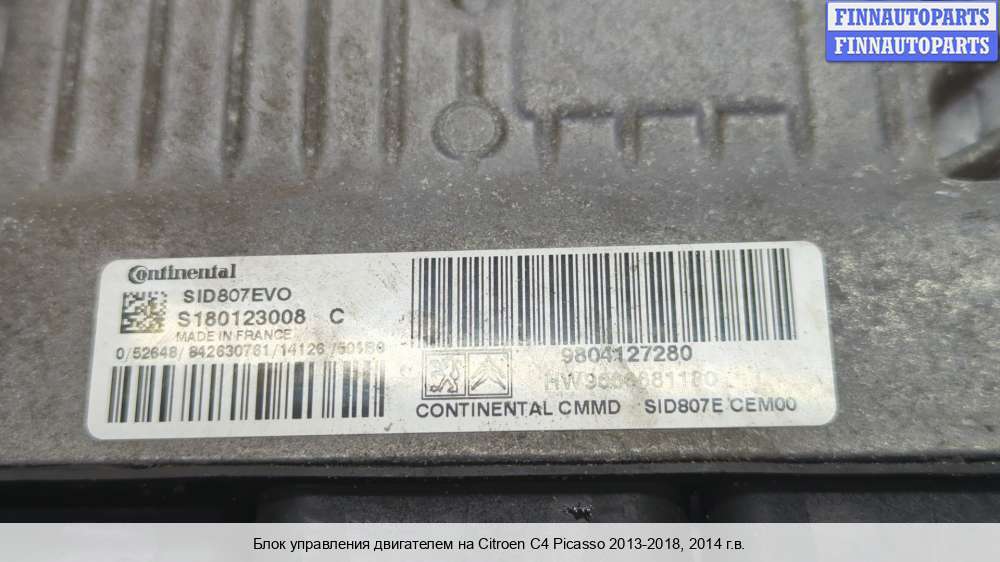 FINNAUTOPARTS
FINNAUTOPARTS
Continental
SID807EVO
S180123008 C
MADE IN FRANCE
9804127280
CONTINENTAL CMMD SID807E CEM00
Блок управления двигателем на Citroen C4 Picasso 2013-2018, 2014 г.в.